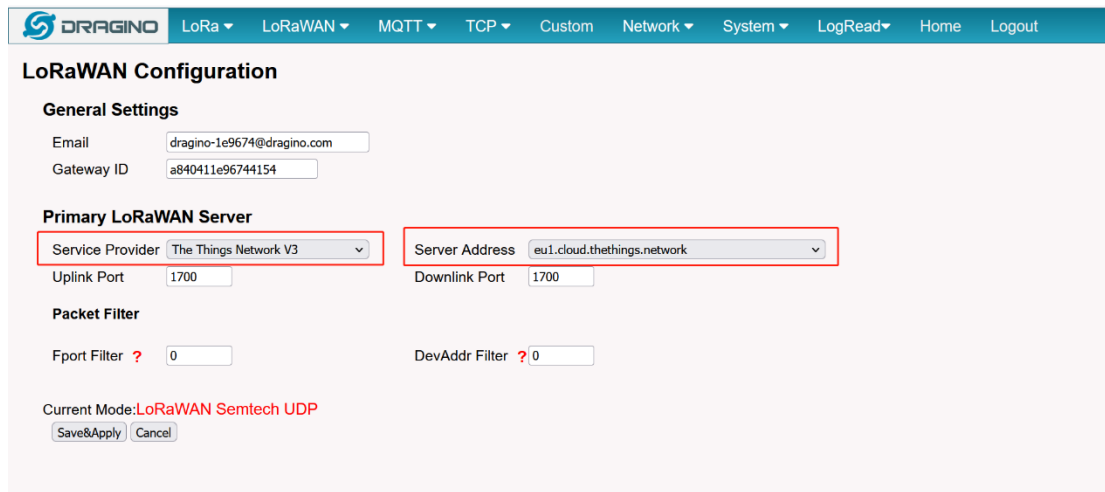 DRAGINO LoRa LoRaWAN MQTT TCP Custom Network System LogRead Home Logout
LoRaWAN Configuration
General Settings
Email dragino-1e9674@dragino.com
Gateway ID a840411e96744154
Primary LoRaWAN Server
Service Provider The Things Network V3 Server Address eu1.cloud.thethings.network
Uplink Port 1700 Downlink Port 1700
Packet Filter
Fport Filter ? 0 DevAddr Filter ? 0
Current Mode:LoRaWAN Semtech UDP
Save&Apply Cancel